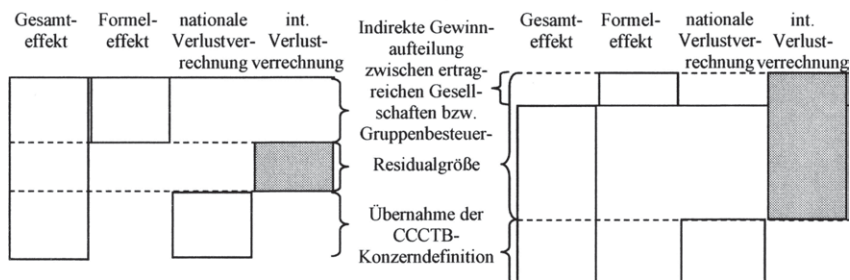 Gesamt-
effekt
Formel-
effekt
nationale
Verlustver-
rechnung
int.
Verlust-
verrechnung
Indirekte Gewinn-
aufteilung
zwischen ertrag-
reichen Gesell-
schaften bzw.
Gruppenbesteuer-
Residualgröße
Übernahme der
CCCTB-
Konzerndefinition
Gesamt-
effekt
Formel-
effekt
nationale
Verlustver-
rechnung
int.
Verlust-
verrechnung